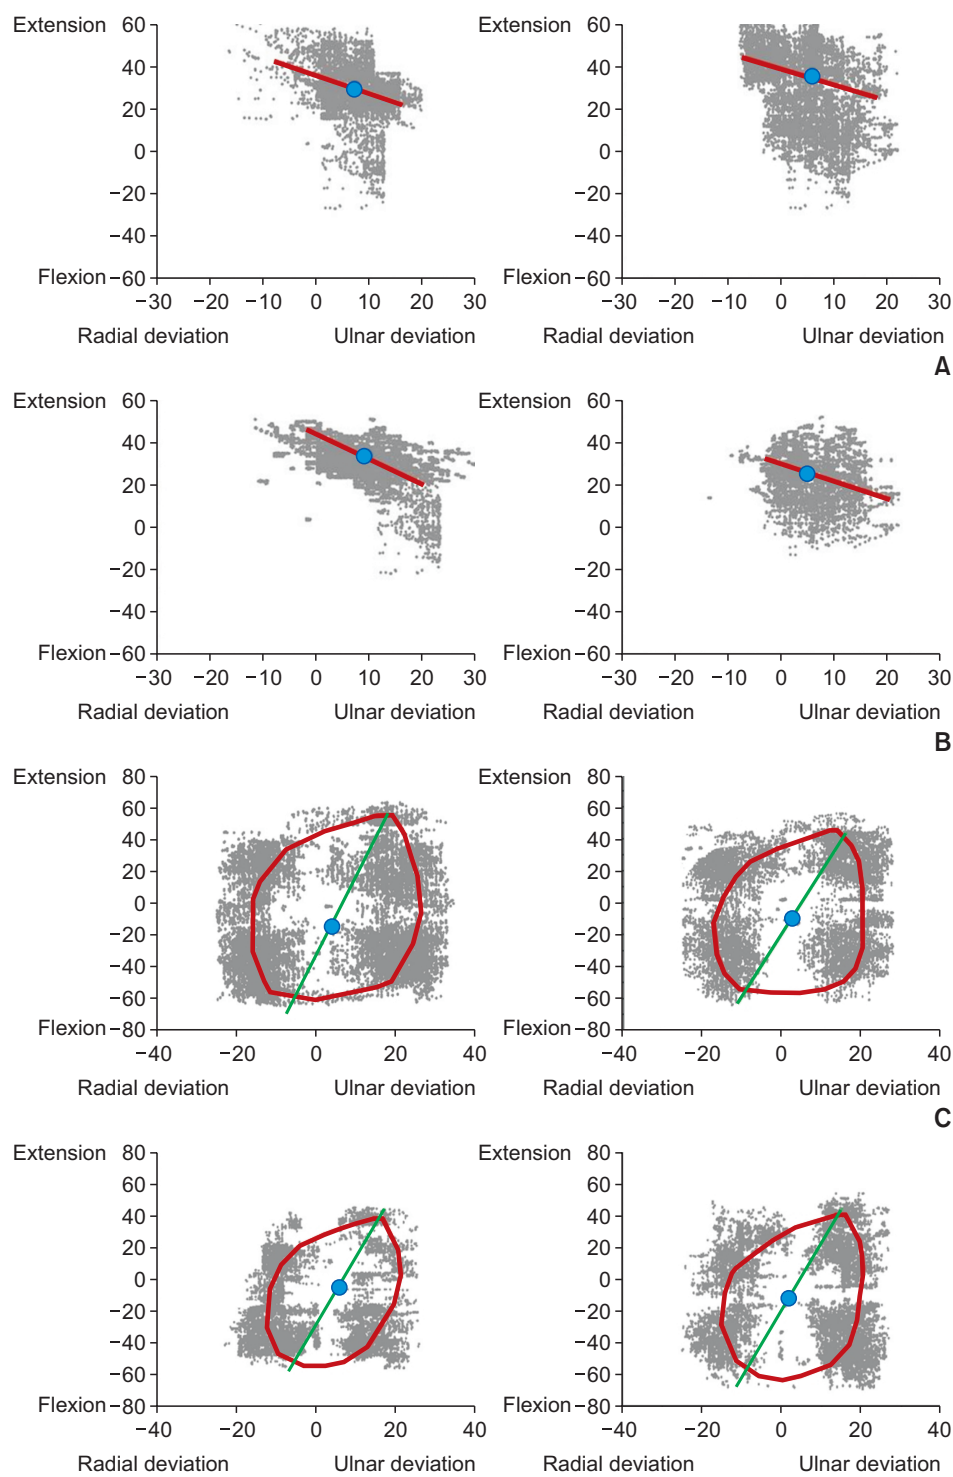 Extension 60 Extension 60
40 40
20 20
0 0
−20 −20
−40 −40
Flexion −60 Flexion −60
−30 −20 −10 0 10 20 30 −30 −20 −10 0 10 20 30
Radial deviation Ulnar deviation Radial deviation Ulnar deviation
A
Extension 60 Extension 60
40 40
20 20
0 0
−20 −20
−40 −40
Flexion −60 Flexion −60
−30 −20 −10 0 10 20 30 −30 −20 −10 0 10 20 30
Radial deviation Ulnar deviation Radial deviation Ulnar deviation
B
Extension 80 Extension 80
60 60
40 40
20 20
0 0
−20 −20
−40 −40
−60 −60
Flexion −80 Flexion −80
−40 −20 0 20 40 −40 −20 0 20 40
Radial deviation Ulnar deviation Radial deviation Ulnar deviation
C
Extension 80 Extension 80
60 60
40 40
20 20
0 0
−20 −20
−40 −40
−60 −60
Flexion −80 Flexion −80
−40 −20 0 20 40 −40 −20 0 20 40
Radial deviation Ulnar deviation Radial deviation Ulnar deviation